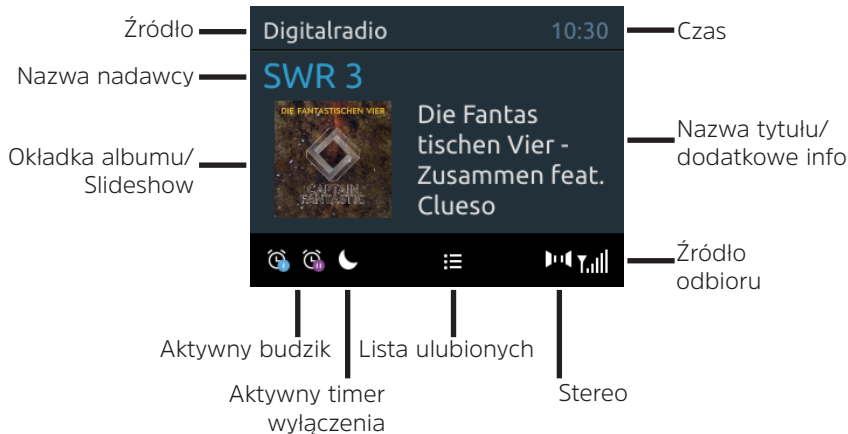 Źródło
Digitalradio
10:30
Czas
Nazwa nadawcy
SWR 3
DIE FANTASTISCHEN VIER
CAPTAIN
FANTASTIC
Okładka albumu/
Slideshow
Die Fantas
tischen Vier -
Zusammen feat.
Clueso
Nazwa tytułu/
dodatkowe info
Źródło
odbioru
Aktywny budzik
Lista ulubionych
Aktywny timer
wyłączenia
Stereo